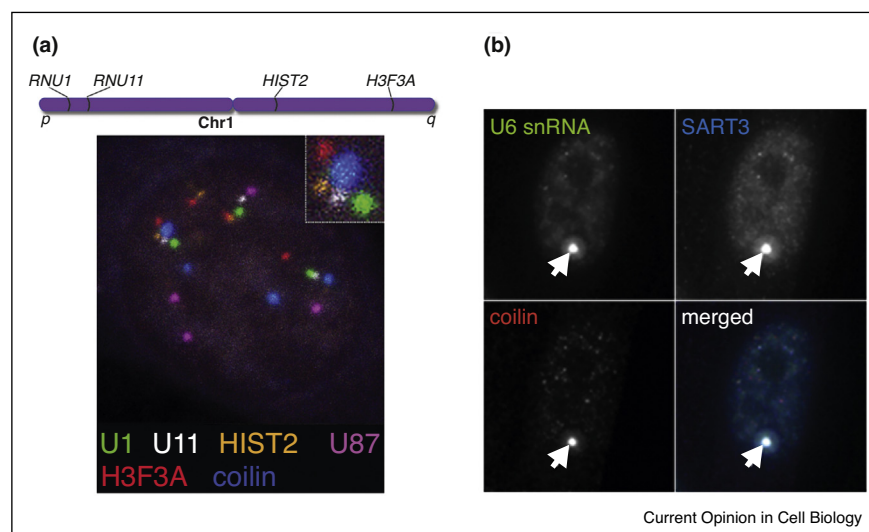 (a)
RNU1 RNU11 HIST2 H3F3A
p Chr1 q
U1 U11 HIST2 U87
H3F3A coilin
(b)
U6 snRNA SART3
coilin merged
Current Opinion in Cell Biology